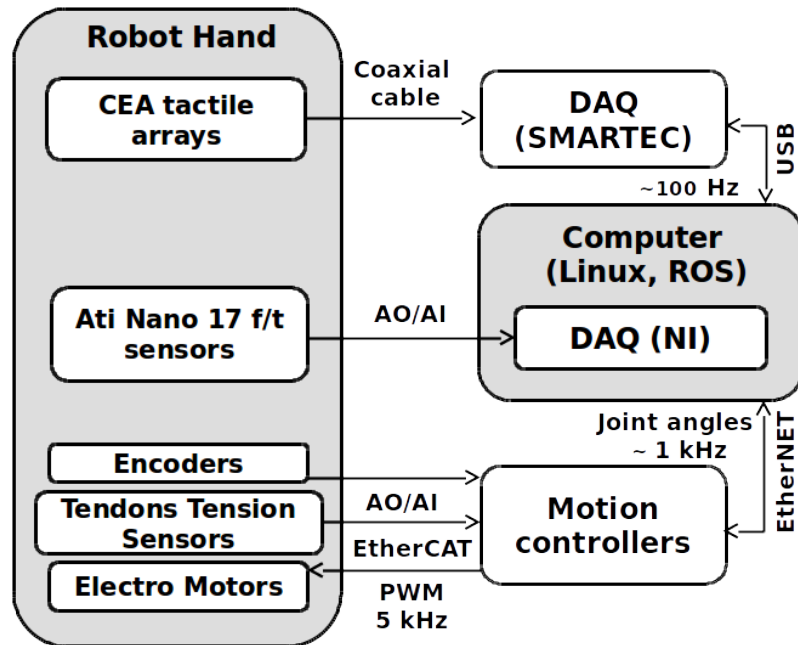 Robot Hand
CEA tactile
arrays
Coaxial
cable
DAQ
(SMARTEC)
USB
~100 Hz
Computer
(Linux, ROS)
Ati Nano 17 f/t
sensors
AO/AI
DAQ (NI)
Joint angles
~ 1 kHz
EtherNET
Encoders
Tendons Tension
Sensors
AO/AI
EtherCAT
Motion
controllers
Electro Motors
PWM
5 kHz